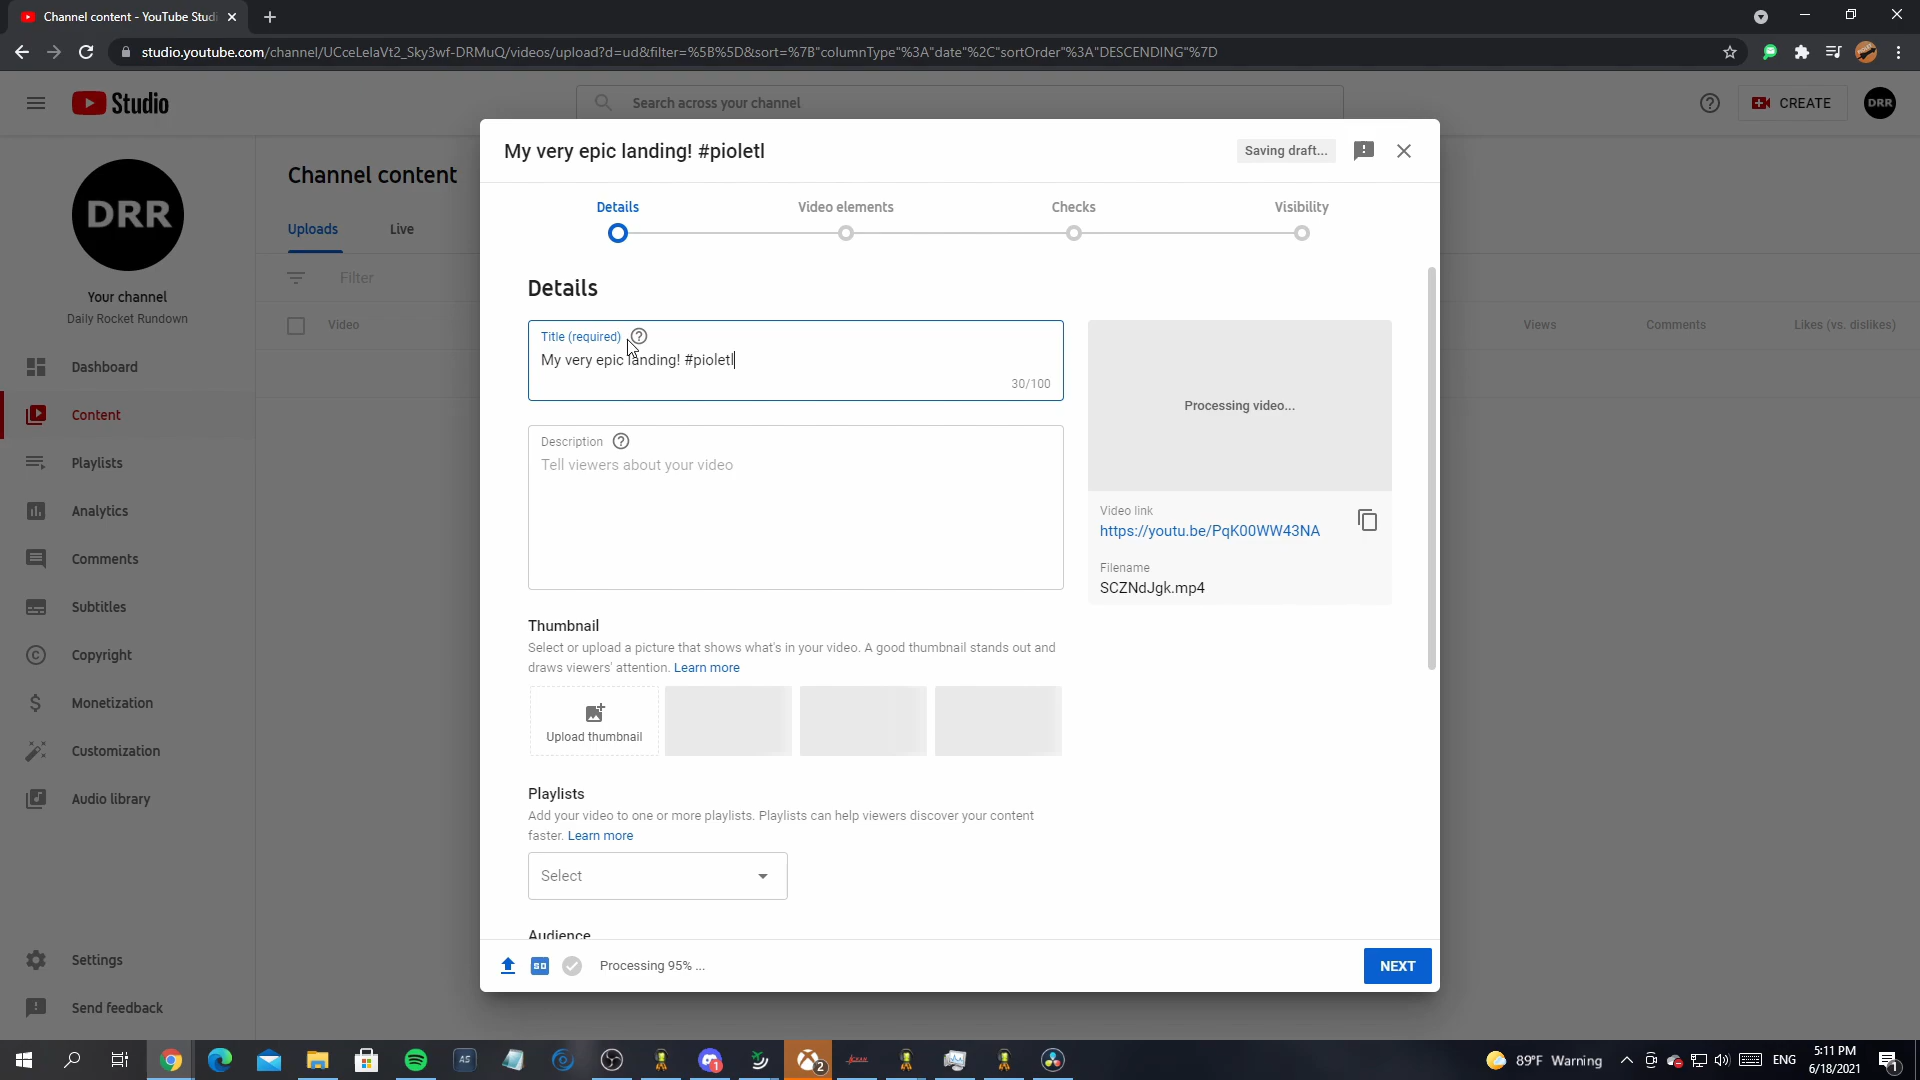 Channel content - YouTube Studi
studio.youtube.com/channel/UCceLelaVt2_Sky3wf-DRMuQ/videos/upload?d=ud&filter=%5B%5D&sort=%7B"columnType"%3A"date"%2C"sortOrder"%3A"DESCENDING"%7D
Studio
Search across your channel
CREATE
DRR
My very epic landing! #pioletl
Saving draft...
DRR
Your channel
Daily Rocket Rundown
Dashboard
Content
Playlists
Analytics
Comments
Subtitles
Copyright
Monetization
Customization
Audio library
Settings
Send feedback
Channel content
Uploads
Live
Filter
Video
Views
Comments
Likes (vs. dislikes)
Details
Video elements
Checks
Visibility
Details
Title (required)
My very epic landing! #pioletl
30/100
Description
Tell viewers about your video
Processing video...
Video link
https://youtu.be/PqK00WW43NA
Filename
SCZNdJgk.mp4
Thumbnail
Select or upload a picture that shows what's in your video. A good thumbnail stands out and
draws viewers' attention. Learn more
Upload thumbnail
Playlists
Add your video to one or more playlists. Playlists can help viewers discover your content
faster. Learn more
Select
Audience
SD
Processing 95% ...
NEXT
AS
1
2
89°F Warning
ENG
5:11 PM
6/18/2021
1